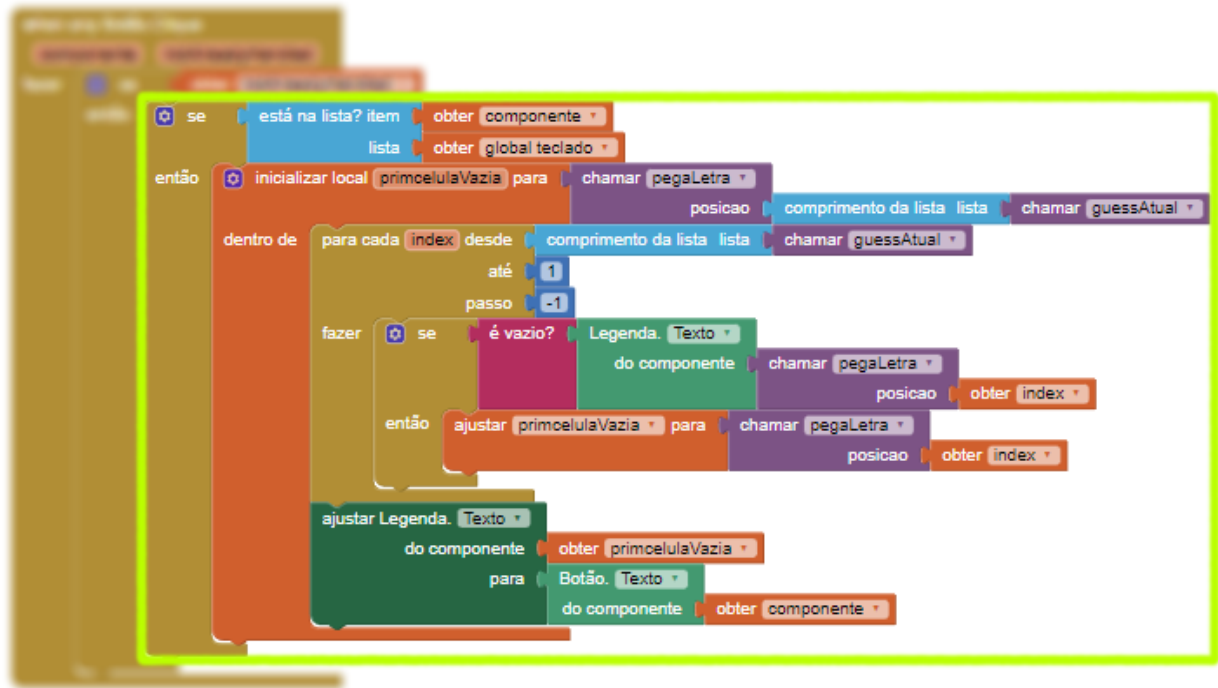 se está na lista? item obter componente
lista obter global teclado
então inicializar local primcelulaVazia para chamar pegaLetra
posicao comprimento da lista lista chamar guessAtual
dentro de para cada index desde comprimento da lista lista chamar guessAtual
até 1
passo -1
fazer se é vazio? Legenda. Texto
do componente chamar pegaLetra
posicao obter index
então ajustar primcelulaVazia para chamar pegaLetra
posicao obter index
ajustar Legenda. Texto
do componente obter primcelulaVazia
para Botão. Texto
do componente obter componente